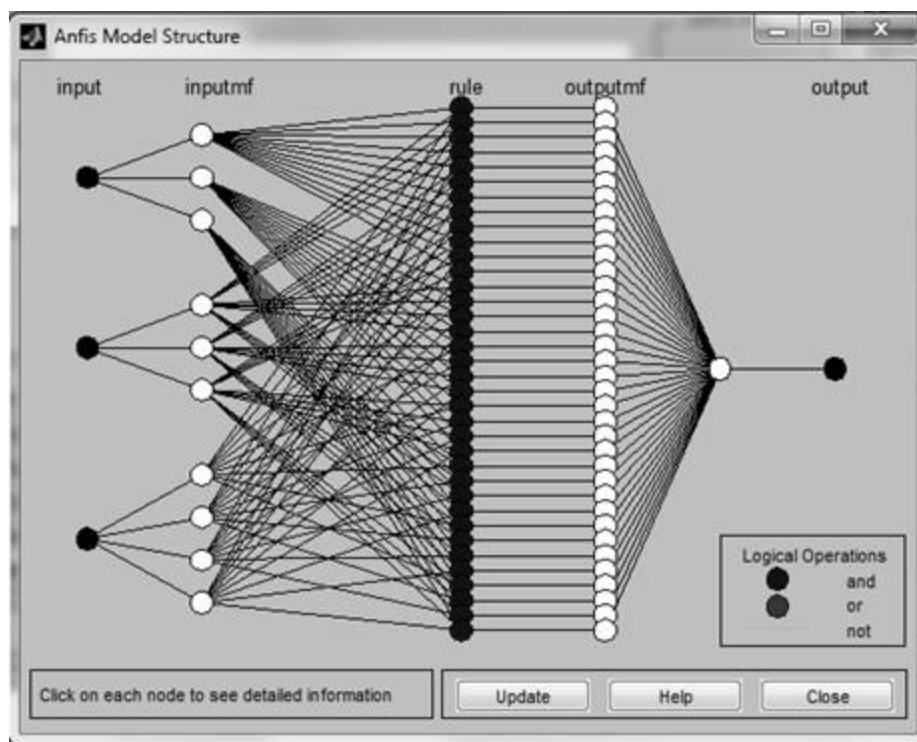 Anfis Model Structure
input inputmf rule outputmf output
Logical Operations
and
or
not
Click on each node to see detailed information
Update Help Close